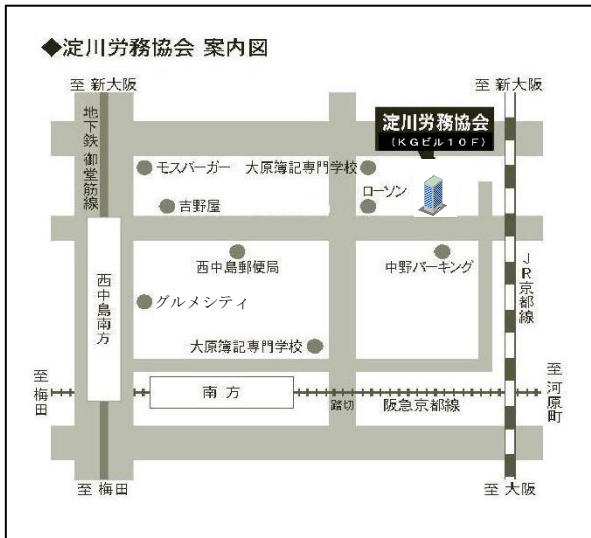 ◆淀川労務協会 案内図
至 新大阪
至 新大阪
地下鉄 御堂筋線
淀川労務協会
(KGビル10F)
モスバーガー
大原簿記専門学校
吉野屋
ローソン
西中島郵便局
中野パーキング
JR京都線
西中島南方
グルメシティ
大原簿記専門学校
至 梅田
南方
踏切
阪急京都線
至 河原町
至 梅田
至 大阪